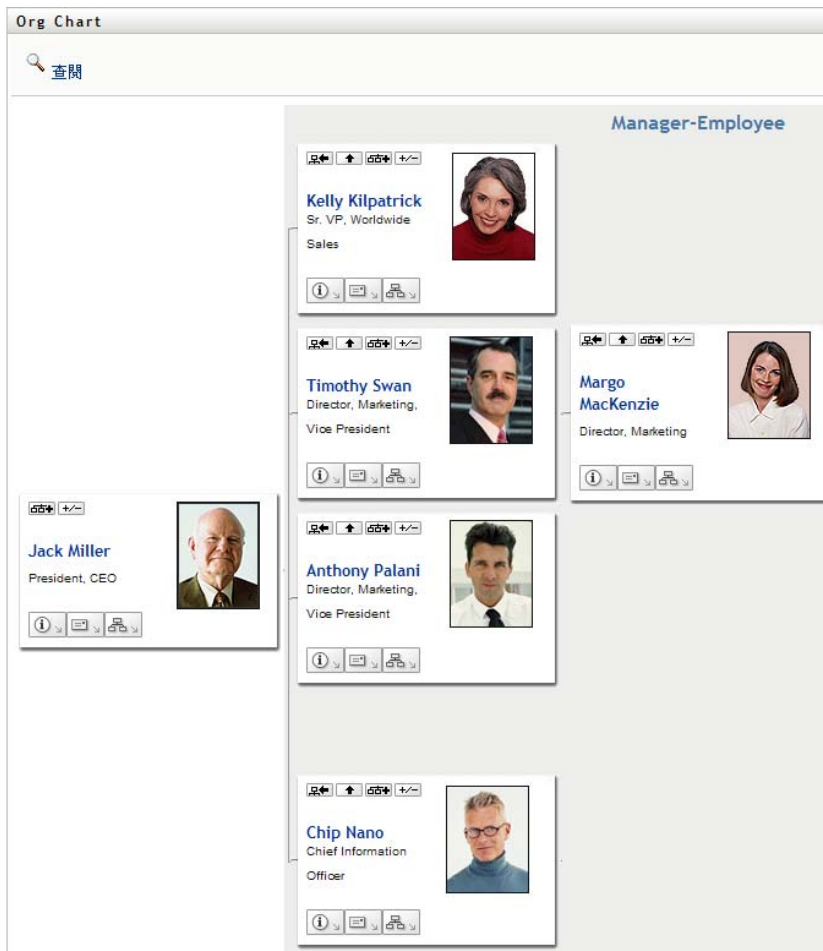 Org Chart
查閱
Manager-Employee
+/-
Kelly Kilpatrick
Sr. VP, Worldwide
Sales
+/-
Timothy Swan
Director, Marketing,
Vice President
+/-
Margo
MacKenzie
Director, Marketing
+/-
Jack Miller
President, CEO
+/-
Anthony Palani
Director, Marketing,
Vice President
+/-
Chip Nano
Chief Information
Officer